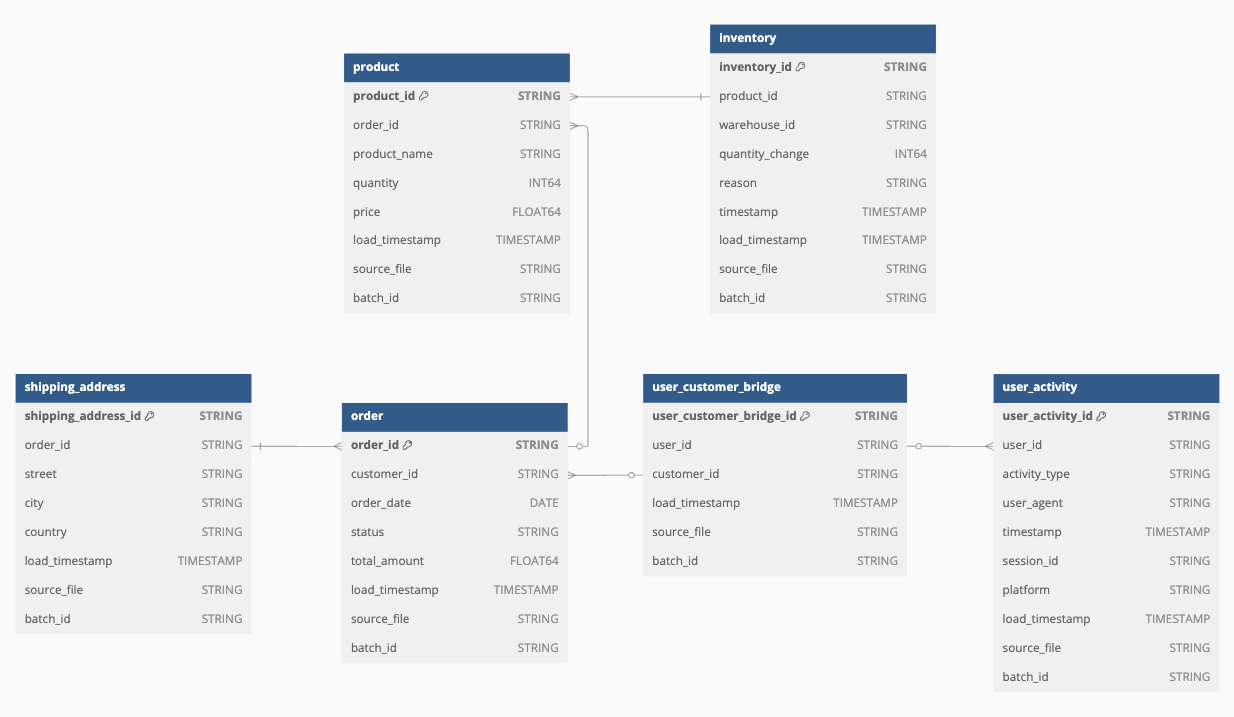 product
product_id STRING
order_id STRING
product_name STRING
quantity INT64
price FLOAT64
load_timestamp TIMESTAMP
source_file STRING
batch_id STRING
inventory
inventory_id STRING
product_id STRING
warehouse_id STRING
quantity_change INT64
reason STRING
timestamp TIMESTAMP
load_timestamp TIMESTAMP
source_file STRING
batch_id STRING
shipping_address
shipping_address_id STRING
order_id STRING
street STRING
city STRING
country STRING
load_timestamp TIMESTAMP
source_file STRING
batch_id STRING
order
order_id STRING
customer_id STRING
order_date DATE
status STRING
total_amount FLOAT64
load_timestamp TIMESTAMP
source_file STRING
batch_id STRING
user_customer_bridge
user_customer_bridge_id STRING
user_id STRING
customer_id STRING
load_timestamp TIMESTAMP
source_file STRING
batch_id STRING
user_activity
user_activity_id STRING
user_id STRING
activity_type STRING
user_agent STRING
timestamp TIMESTAMP
session_id STRING
platform STRING
load_timestamp TIMESTAMP
source_file STRING
batch_id STRING